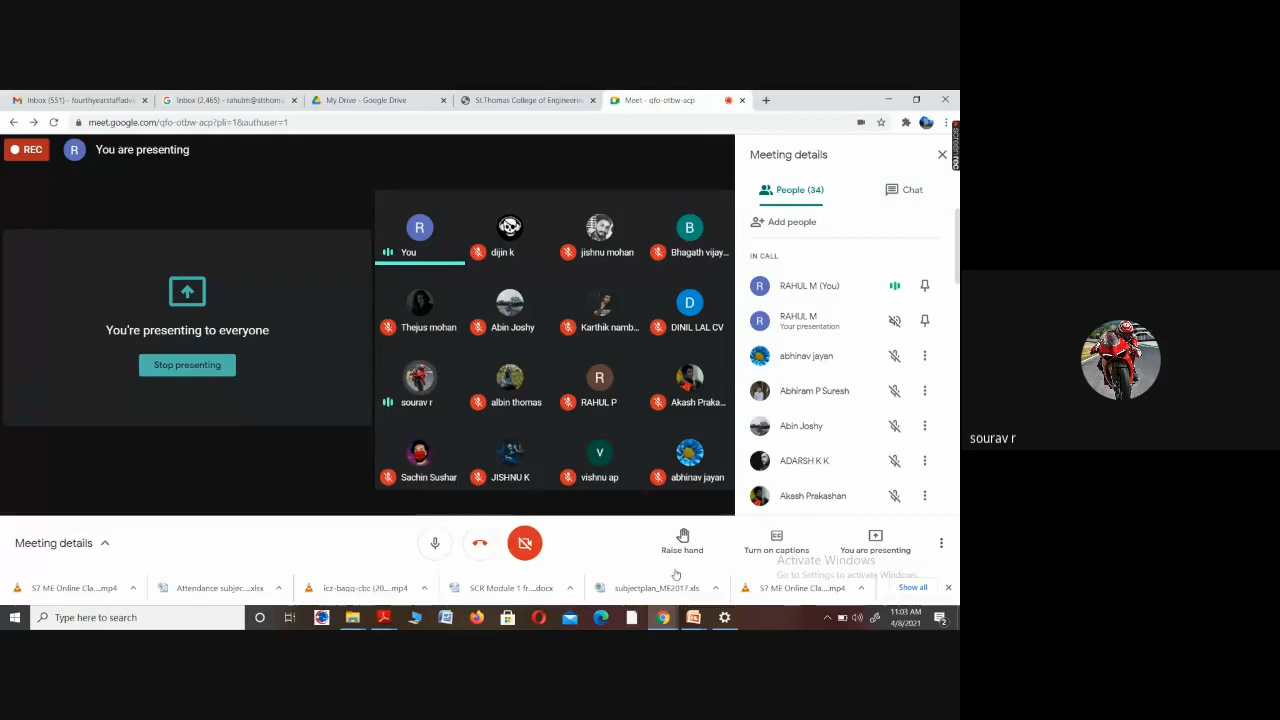 Inbox (551) - fourthyearstaffadvi
Inbox (2,465) - rahulm@stthoma
My Drive - Google Drive
St.Thomas College of Engineerin
Meet - qfo-otbw-acp
meet.google.com/qfo-otbw-acp?pli=1&authuser=1
REC
R
You are presenting
Meeting details
People (34)
Chat
Add people
IN CALL
You're presenting to everyone
Stop presenting
R
You
dijin k
jishnu mohan
B
Bhagath vijay...
Thejus mohan
Abin Joshy
Karthik namb...
D
DINIL LAL CV
sourav r
albin thomas
R
RAHUL P
Akash Praka...
Sachin Sushar
JISHNU K
V
vishnu ap
abhinav jayan
R
RAHUL M (You)
R
RAHUL M
Your presentation
abhinav jayan
Abhiram P Suresh
Abin Joshy
ADARSH K K
Akash Prakashan
screenrec
sourav r
Meeting details
Raise hand
Turn on captions
You are presenting
Activate Windows
Go to Settings to activate Windows.
S7 ME Online Cla....mp4
Attendance subjec...xlsx
icz-bagq-cbc (20....mp4
SCR Module 1 fr....docx
subjectplan_ME2017.xls
S7 ME Online Cla....mp4
Show all
Type here to search
11:03 AM
4/8/2021
2